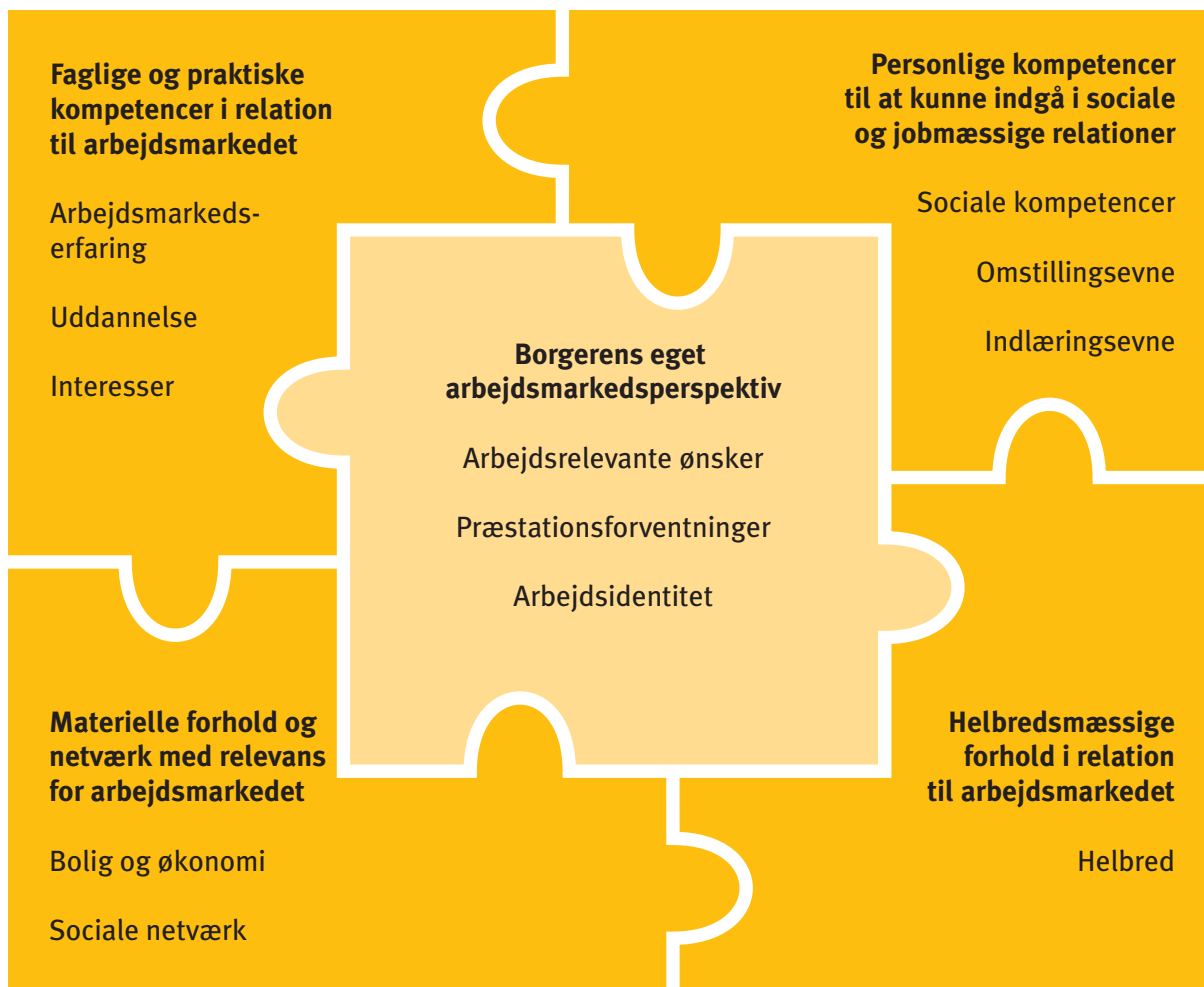 Faglige og praktiske
kompetencer i relation
til arbejdsmarkedet
Arbejdsmarkeds-
erfaring
Uddannelse
Interesser
Personlige kompetencer
til at kunne indgå i sociale
og jobmæssige relationer
Sociale kompetencer
Omstillingsevne
Indlæringsevne
Borgerens eget
arbejdsmarkedsperspektiv
Arbejdsrelevante ønsker
Præstationsforventninger
Arbejdsidentitet
Materielle forhold og
netværk med relevans
for arbejdsmarkedet
Bolig og økonomi
Sociale netværk
Helbredsmæssige
forhold i relation
til arbejdsmarkedet
Helbred